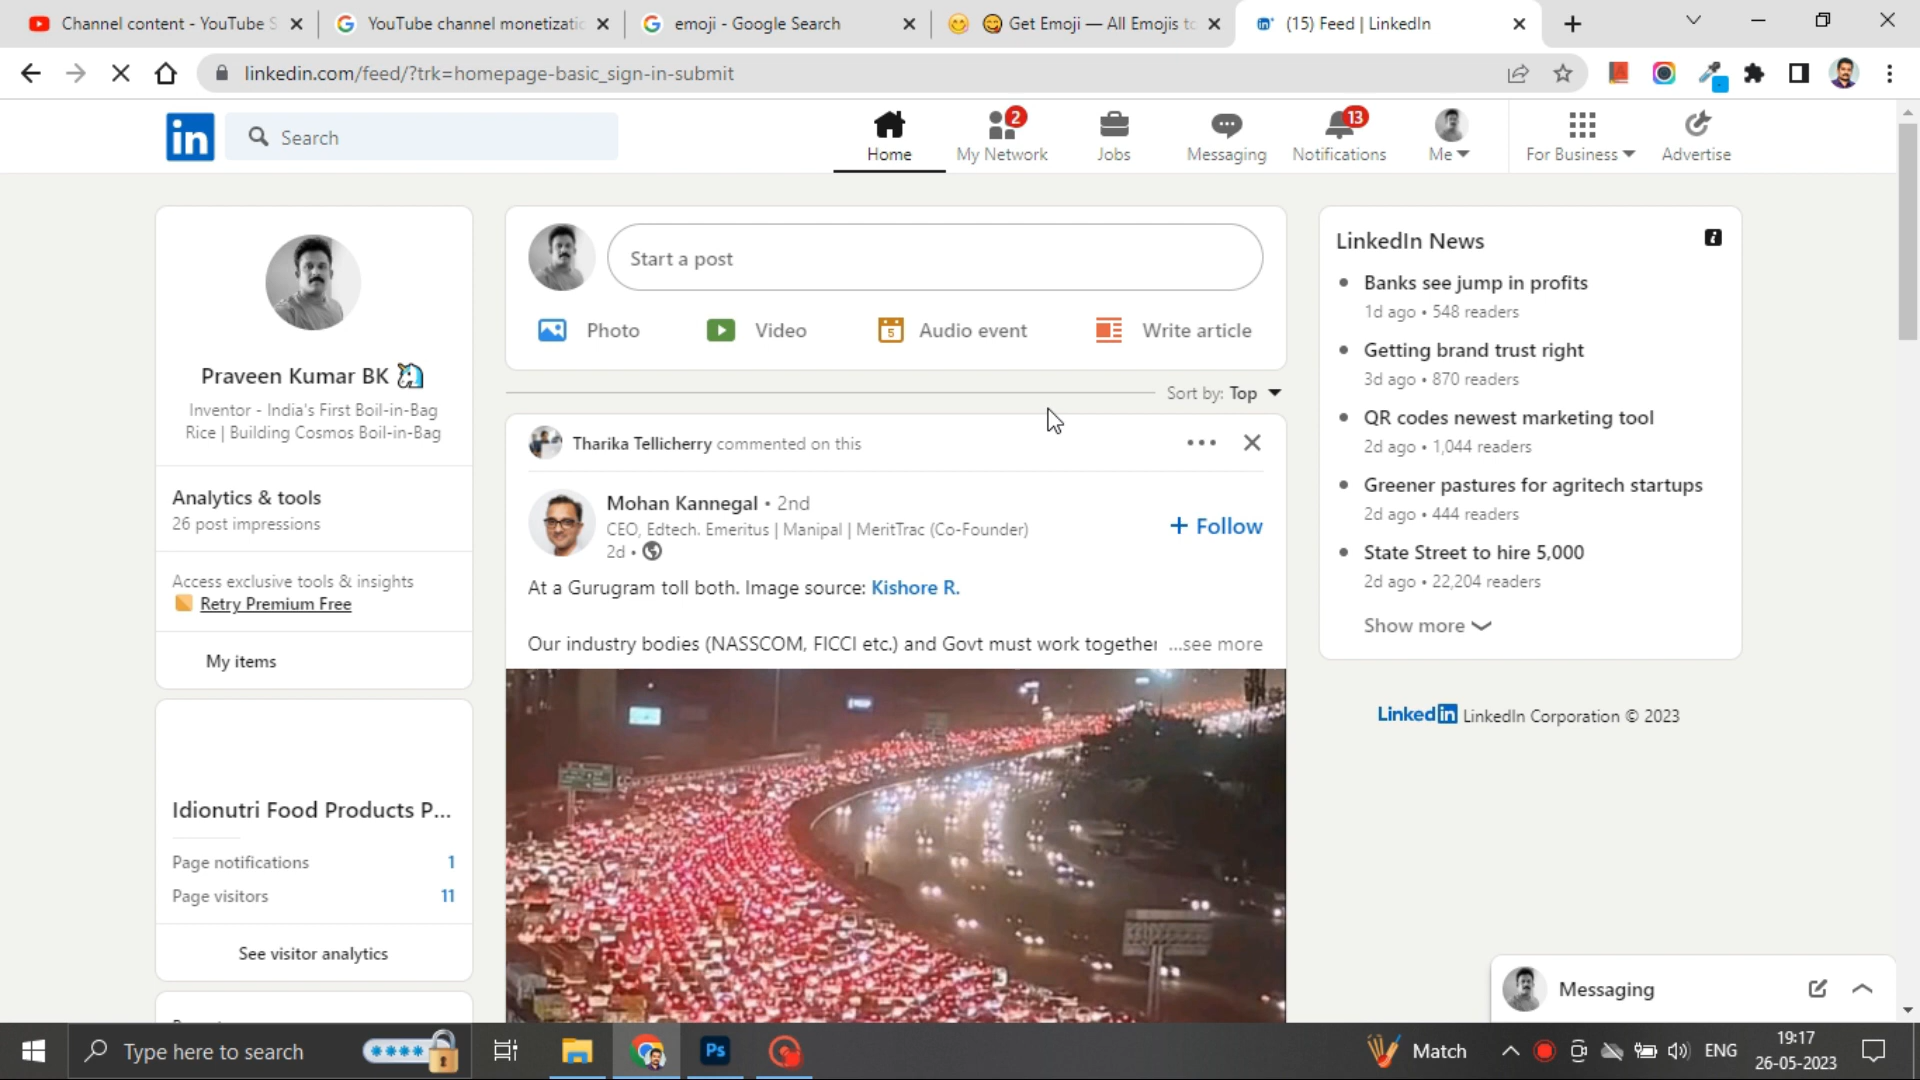 Channel content - YouTube S
YouTube channel monetizatic
emoji - Google Search
Get Emoji — All Emojis to
(15) Feed | LinkedIn
linkedin.com/feed/?trk=homepage-basic_sign-in-submit
in
Search
Home
2
My Network
Jobs
Messaging
13
Notifications
Me
For Business
Advertise
Praveen Kumar BK
Inventor - India's First Boil-in-Bag
Rice | Building Cosmos Boil-in-Bag
Analytics & tools
26 post impressions
Access exclusive tools & insights
Retry Premium Free
My items
Idionutri Food Products P...
Page notifications 1
Page visitors 11
See visitor analytics
Start a post
Photo
Video
5
Audio event
Write article
Sort by: Top
Tharika Tellicherry commented on this
Mohan Kannegal • 2nd
CEO, Edtech. Emeritus | Manipal | MeritTrac (Co-Founder)
2d •
+ Follow
At a Gurugram toll both. Image source: Kishore R.
Our industry bodies (NASSCOM, FICCI etc.) and Govt must work together ...see more
LinkedIn News
Banks see jump in profits
1d ago • 548 readers
Getting brand trust right
3d ago • 870 readers
QR codes newest marketing tool
2d ago • 1,044 readers
Greener pastures for agritech startups
2d ago • 444 readers
State Street to hire 5,000
2d ago • 22,204 readers
Show more
LinkedIn LinkedIn Corporation © 2023
Messaging
Type here to search
Ps
Match
ENG
19:17
26-05-2023